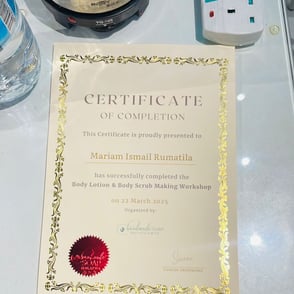 CERTIFICATE
OF COMPLETION
This Certificate is proudly presented to
Mariam Ismail Rumatila
has successfully completed the
Body Lotion & Body Scrub Making Workshop
on 22 March 2025
Organized by: